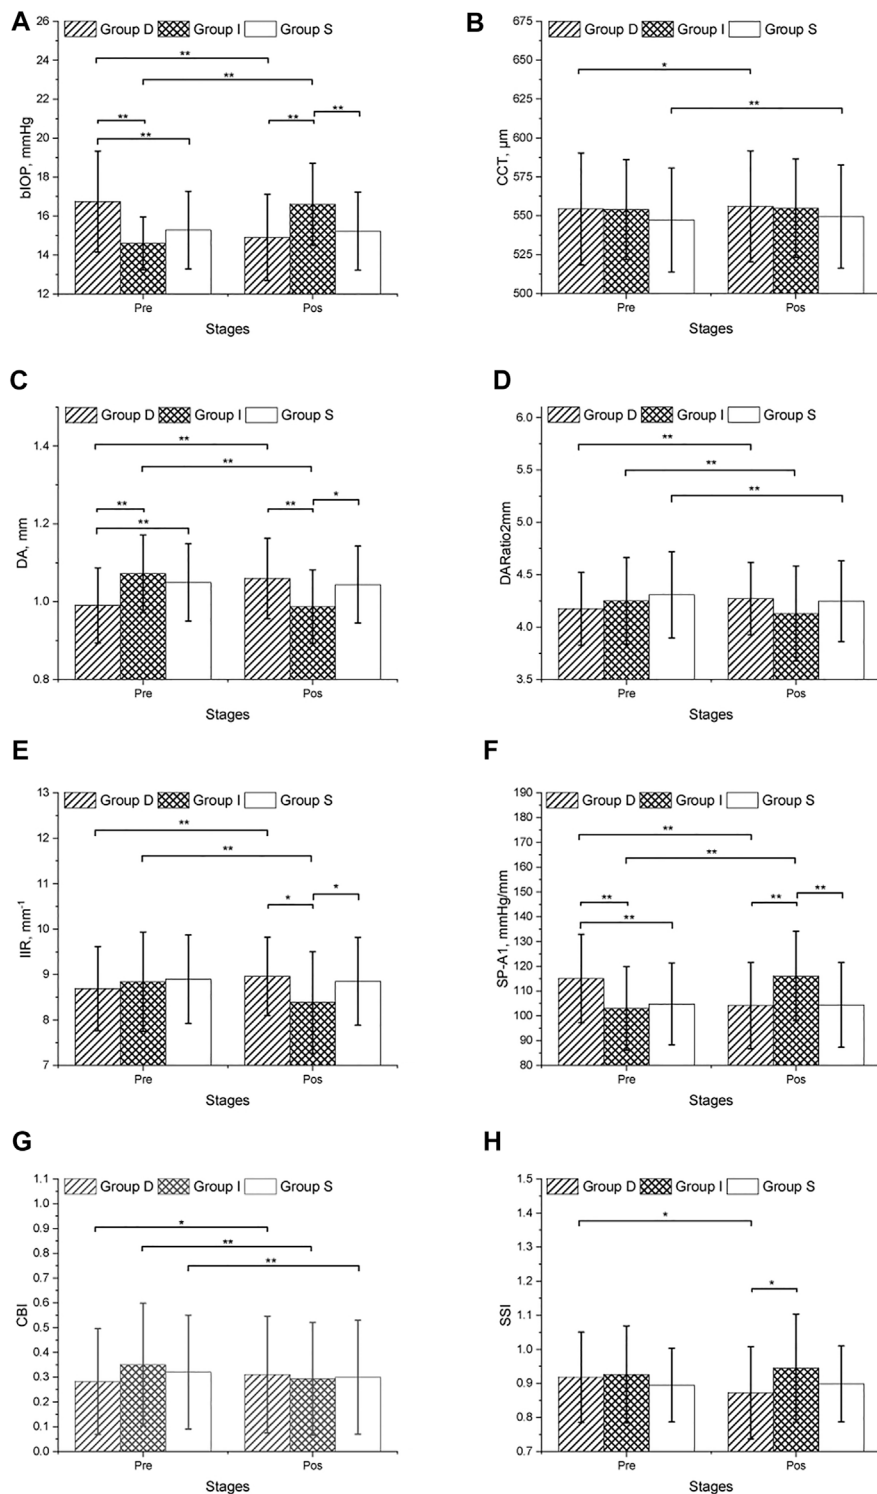 A
Group D Group I Group S
26
24
22
20
18
16
14
12
bIOP, mmHg
**
**
**
**
**
**
Pre Pos
Stages
B
Group D Group I Group S
675
650
625
600
575
550
525
500
CCT, μm
*
**
Pre Pos
Stages
C
Group D Group I Group S
1.4
1.2
1.0
0.8
DA, mm
**
**
**
**
**
*
Pre Pos
Stages
D
Group D Group I Group S
6.0
5.5
5.0
4.5
4.0
3.5
DARatio2mm
**
**
**
Pre Pos
Stages
E
Group D Group I Group S
13
12
11
10
9
8
7
IIR, mm-1
**
**
*
*
Pre Pos
Stages
F
Group D Group I Group S
190
180
170
160
150
140
130
120
110
100
90
80
SP-A1, mmHg/mm
**
**
**
**
**
**
Pre Pos
Stages
G
Group D Group I Group S
1.1
1.0
0.9
0.8
0.7
0.6
0.5
0.4
0.3
0.2
0.1
0.0
CBI
*
**
**
Pre Pos
Stages
H
Group D Group I Group S
1.5
1.4
1.3
1.2
1.1
1.0
0.9
0.8
0.7
SSI
*
*
Pre Pos
Stages